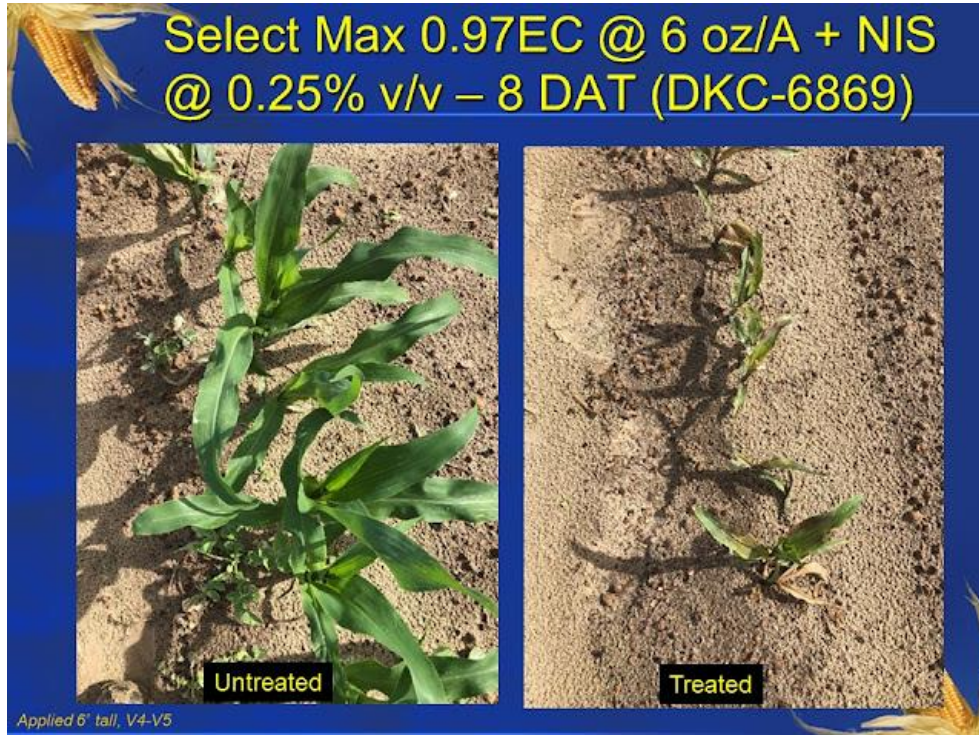 Select Max 0.97EC @ 6 oz/A + NIS
@ 0.25% v/v – 8 DAT (DKC-6869)
Untreated
Treated
Applied 6" tall, V4-V5